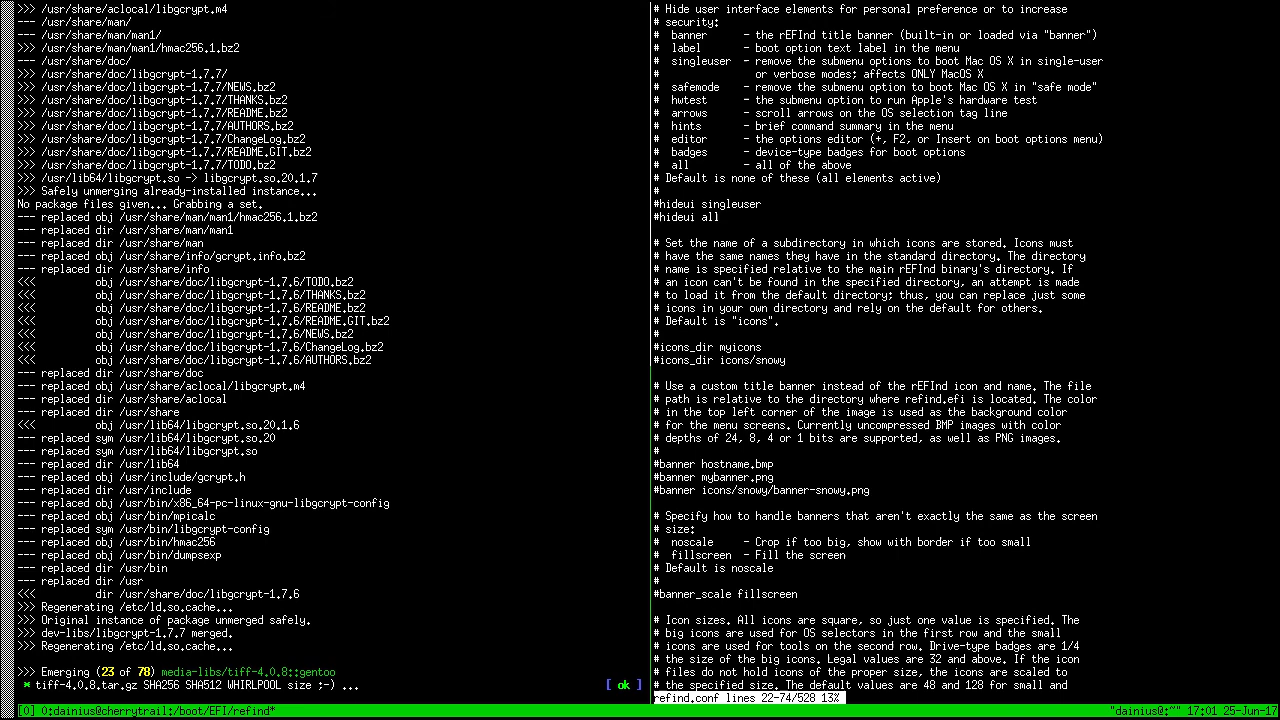 >>> /usr/share/aclocal/libgcrypt.m4
--- /usr/share/man/
--- /usr/share/man/man1/
>>> /usr/share/man/man1/hmac256.1.bz2
--- /usr/share/doc/
>>> /usr/share/doc/libgcrypt-1.7.7/
>>> /usr/share/doc/libgcrypt-1.7.7/NEWS.bz2
>>> /usr/share/doc/libgcrypt-1.7.7/THANKS.bz2
>>> /usr/share/doc/libgcrypt-1.7.7/README.bz2
>>> /usr/share/doc/libgcrypt-1.7.7/AUTHORS.bz2
>>> /usr/share/doc/libgcrypt-1.7.7/ChangeLog.bz2
>>> /usr/share/doc/libgcrypt-1.7.7/README.GIT.bz2
>>> /usr/share/doc/libgcrypt-1.7.7/TODO.bz2
>>> /usr/lib64/libgcrypt.so -> libgcrypt.so.20.1.7
>>> Safely unmerging already-installed instance...
No package files given... Grabbing a set.
--- replaced obj /usr/share/man/man1/hmac256.1.bz2
--- replaced dir /usr/share/man/man1
--- replaced dir /usr/share/man
--- replaced obj /usr/share/info/gcrypt.info.bz2
--- replaced dir /usr/share/info
<<<          obj /usr/share/doc/libgcrypt-1.7.6/TODO.bz2
<<<          obj /usr/share/doc/libgcrypt-1.7.6/THANKS.bz2
<<<          obj /usr/share/doc/libgcrypt-1.7.6/README.bz2
<<<          obj /usr/share/doc/libgcrypt-1.7.6/README.GIT.bz2
<<<          obj /usr/share/doc/libgcrypt-1.7.6/NEWS.bz2
<<<          obj /usr/share/doc/libgcrypt-1.7.6/ChangeLog.bz2
<<<          obj /usr/share/doc/libgcrypt-1.7.6/AUTHORS.bz2
--- replaced dir /usr/share/doc
--- replaced obj /usr/share/aclocal/libgcrypt.m4
--- replaced dir /usr/share/aclocal
--- replaced dir /usr/share
<<<          obj /usr/lib64/libgcrypt.so.20.1.6
--- replaced sym /usr/lib64/libgcrypt.so.20
--- replaced sym /usr/lib64/libgcrypt.so
--- replaced dir /usr/lib64
--- replaced obj /usr/include/gcrypt.h
--- replaced dir /usr/include
--- replaced obj /usr/bin/x86_64-pc-linux-gnu-libgcrypt-config
--- replaced obj /usr/bin/mpicalc
--- replaced sym /usr/bin/libgcrypt-config
--- replaced obj /usr/bin/hmac256
--- replaced obj /usr/bin/dumpsexp
--- replaced dir /usr/bin
--- replaced dir /usr
<<<          dir /usr/share/doc/libgcrypt-1.7.6
>>> Regenerating /etc/ld.so.cache...
>>> Original instance of package unmerged safely.
>>> dev-libs/libgcrypt-1.7.7 merged.
>>> Regenerating /etc/ld.so.cache...
>>> Emerging (23 of 78) media-libs/tiff-4.0.8::gentoo
 * tiff-4.0.8.tar.gz SHA256 SHA512 WHIRLPOOL size ;-) ... [ ok ]
# Hide user interface elements for personal preference or to increase
# security:
#  banner      - the rEFInd title banner (built-in or loaded via "banner")
#  label       - boot option text label in the menu
#  singleuser  - remove the submenu options to boot Mac OS X in single-user
#                or verbose modes; affects ONLY MacOS X
#  safemode    - remove the submenu option to boot Mac OS X in "safe mode"
#  hwtest      - the submenu option to run Apple's hardware test
#  arrows      - scroll arrows on the OS selection tag line
#  hints       - brief command summary in the menu
#  editor      - the options editor (+, F2, or Insert on boot options menu)
#  badges      - device-type badges for boot options
#  all         - all of the above
# Default is none of these (all elements active)
#
#hideui singleuser
#hideui all
# Set the name of a subdirectory in which icons are stored. Icons must
# have the same names they have in the standard directory. The directory
# name is specified relative to the main rEFInd binary's directory. If
# an icon can't be found in the specified directory, an attempt is made
# to load it from the default directory; thus, you can replace just some
# icons in your own directory and rely on the default for others.
# Default is "icons".
#
#icons_dir myicons
#icons_dir icons/snowy
# Use a custom title banner instead of the rEFInd icon and name. The file
# path is relative to the directory where refind.efi is located. The color
# in the top left corner of the image is used as the background color
# for the menu screens. Currently uncompressed BMP images with color
# depths of 24, 8, 4 or 1 bits are supported, as well as PNG images.
#
#banner hostname.bmp
#banner mybanner.png
#banner icons/snowy/banner-snowy.png
# Specify how to handle banners that aren't exactly the same as the screen
# size:
#  noscale     - Crop if too big, show with border if too small
#  fillscreen  - Fill the screen
# Default is noscale
#
#banner_scale fillscreen
# Icon sizes. All icons are square, so just one value is specified. The
# big icons are used for OS selectors in the first row and the small
# icons are used for tools on the second row. Drive-type badges are 1/4
# the size of the big icons. Legal values are 32 and above. If the icon
# files do not hold icons of the proper size, the icons are scaled to
# the specified size. The default values are 48 and 128 for small and
refind.conf lines 22-74/528 13%
[0] 0:dainius@cherrytrail:/boot/EFI/refind* "dainius@:~" 17:01 25-Jun-17